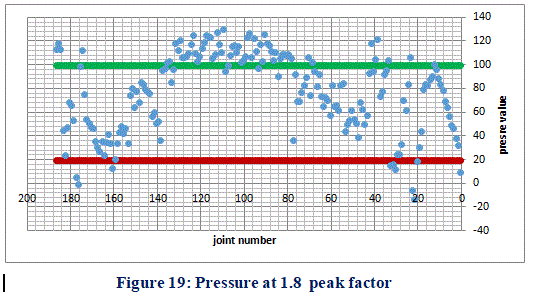 140
120
100
80
60
40
20
0
-20
-40
presre value
200 180 160 140 120 100 80 60 40 20 0
joint number
Figure 19: Pressure at 1.8 peak factor